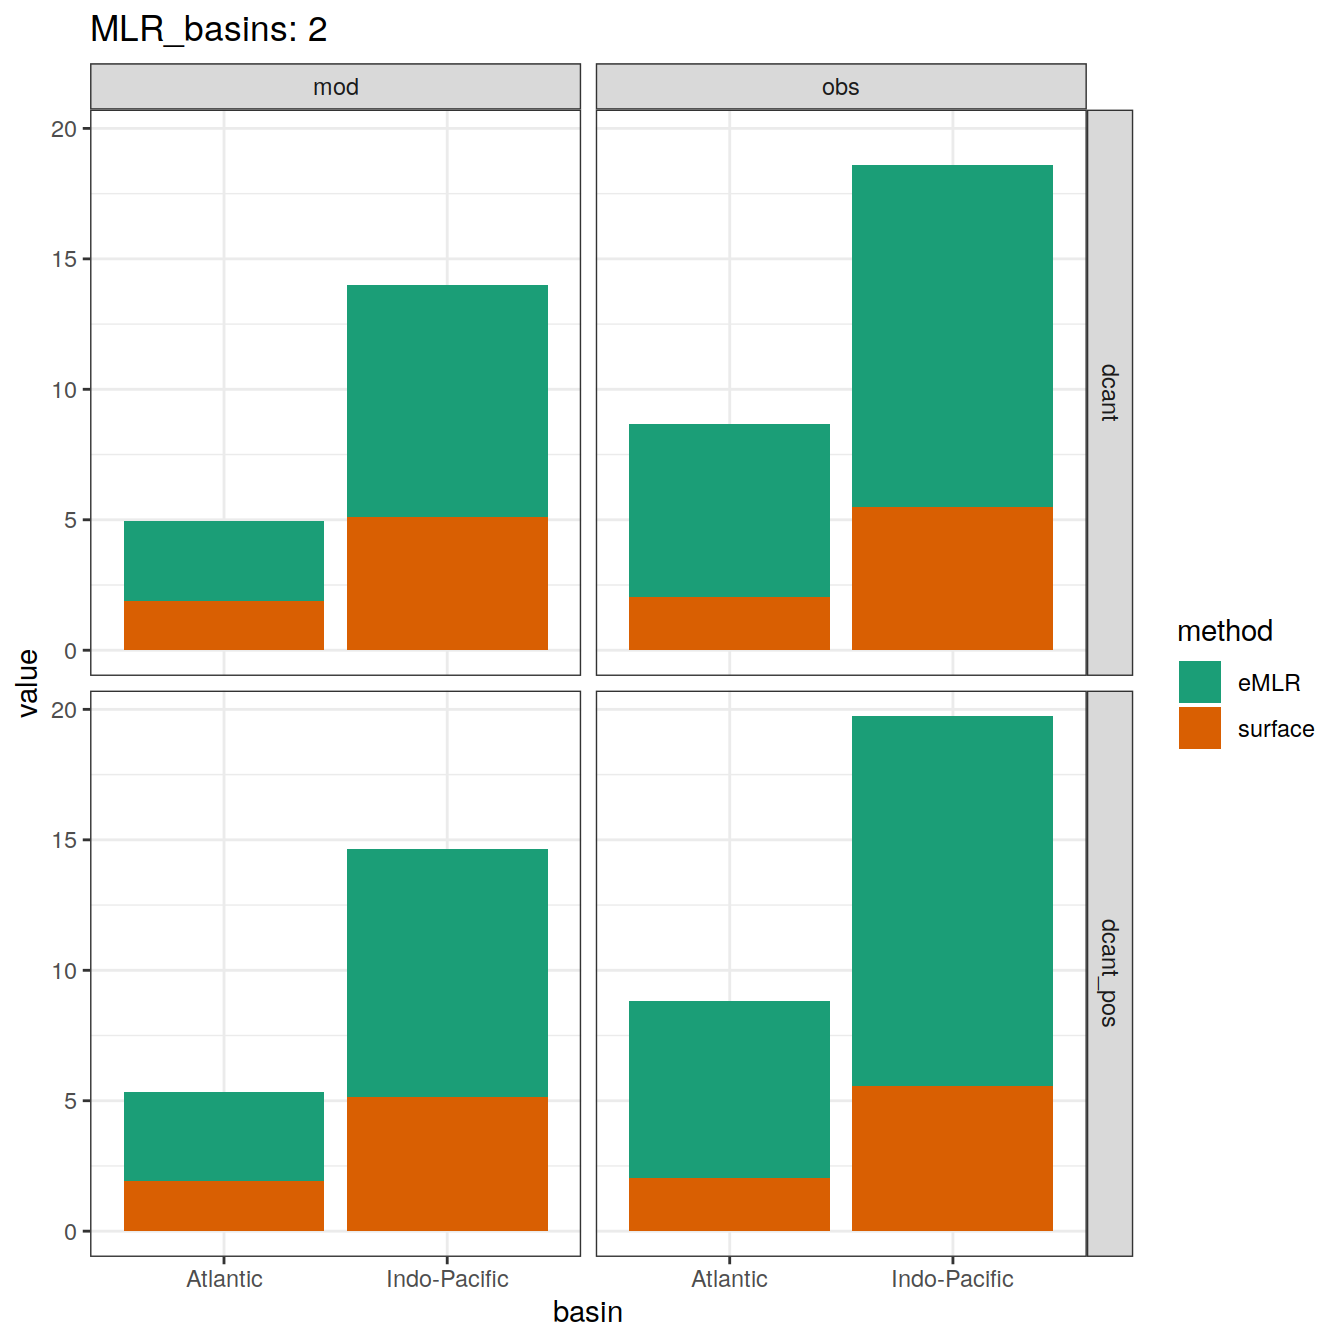 MLR_basins: 2
mod
obs
20
15
10
5
0
dcant
value
20
15
10
5
0
dcant_pos
Atlantic
Indo-Pacific
Atlantic
Indo-Pacific
basin
method
eMLR
surface